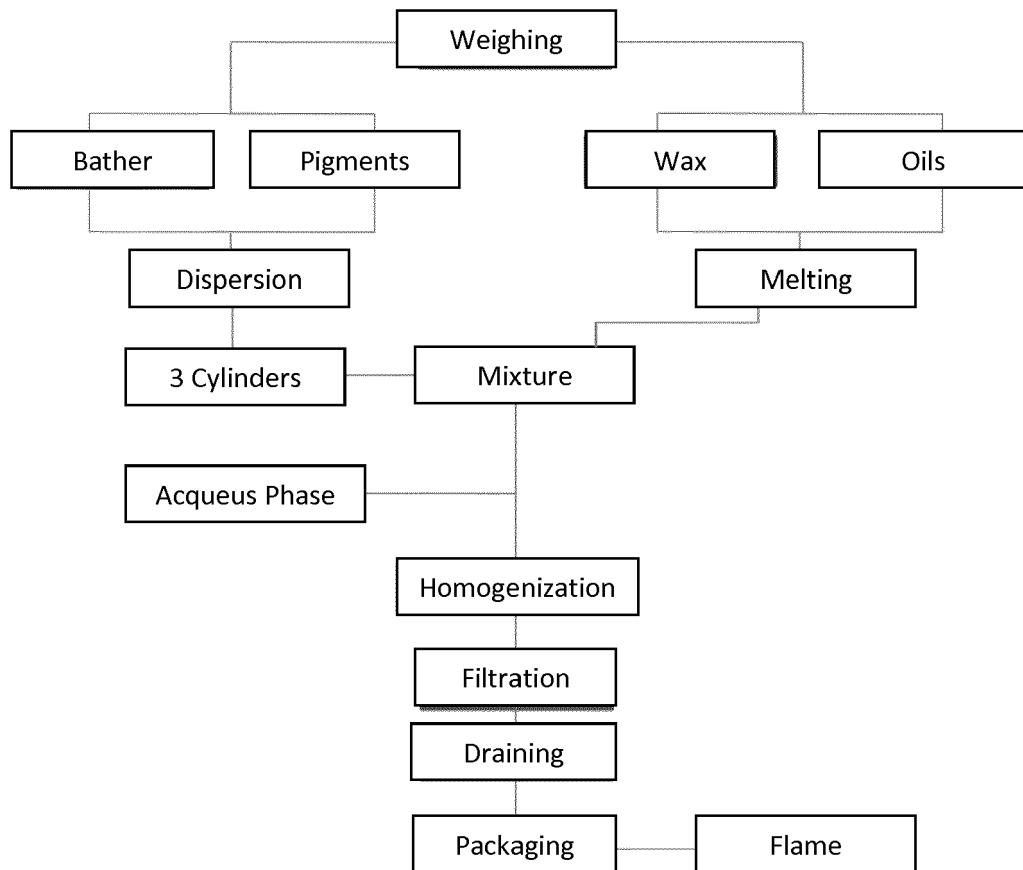 Weighing
Bather
Pigments
Wax
Oils
Dispersion
Melting
3 Cylinders
Mixture
Acqueus Phase
Homogenization
Filtration
Draining
Packaging
Flame